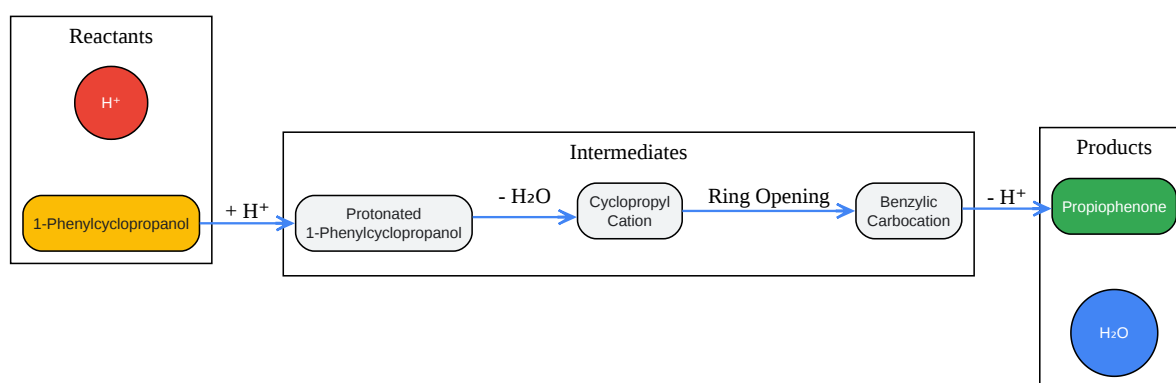 Reactants
H⁺
1-Phenylcyclopropanol
+ H⁺
Intermediates
Protonated
1-Phenylcyclopropanol
- H₂O
Cyclopropyl
Cation
Ring Opening
Benzylic
Carbocation
- H⁺
Products
Propiophenone
H₂O